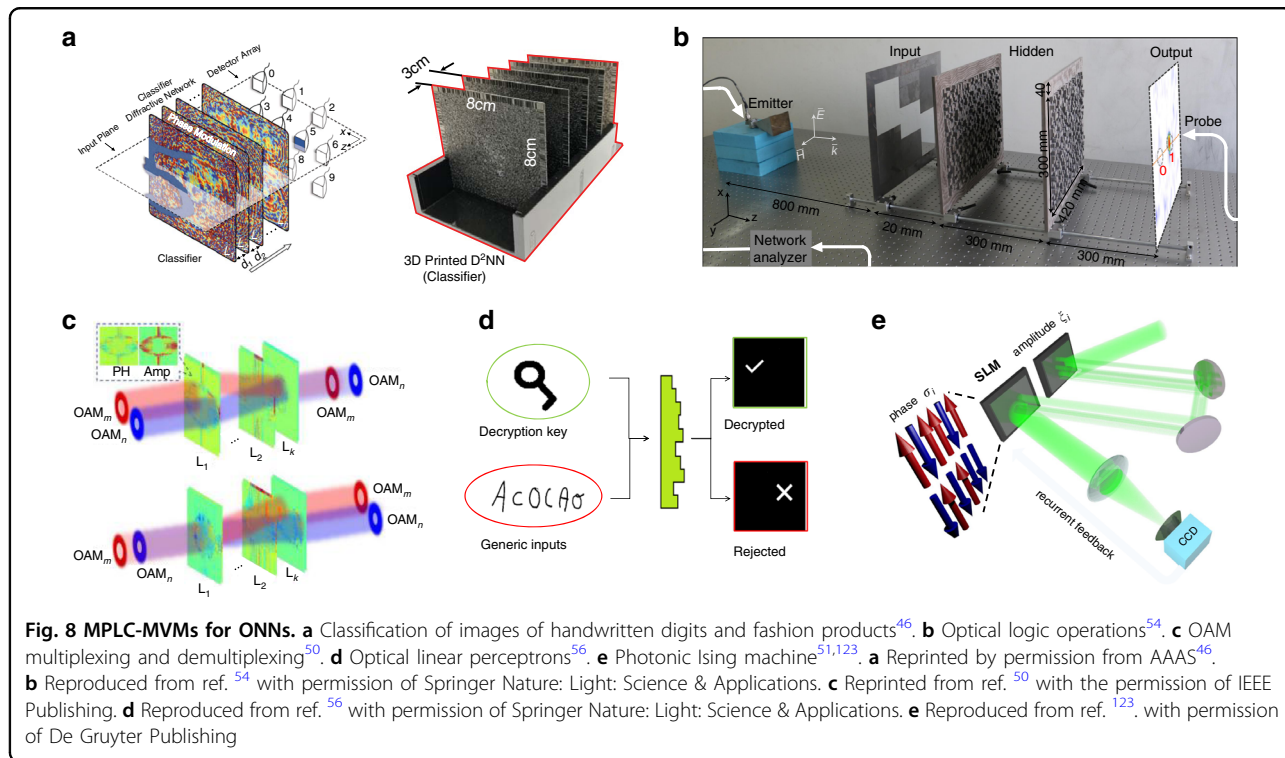 a
Input Plane
Classifier
Diffractive Network
Detector Array
Phase Modulation
0
1
2
3
4
5
6
8
9
x
z
d1 d2
Classifier
3cm
8cm
8cm
3D Printed D²NN
(Classifier)
b
Input
Hidden
Output
Emitter
E
H
k
40
Probe
300 mm
1
0
x
y
z
800 mm
20 mm
300 mm
420 mm
300 mm
Network
analyzer
c
PH Amp
OAMm
OAMn
OAMn
OAMm
L1
L2
Lk
OAMm
OAMn
OAMm
OAMn
L1
L2
Lk
d
Decryption key
Decrypted
ACOCAσ
Generic inputs
Rejected
e
amplitude ξi
SLM
phase σi
recurrent feedback
CCD
Fig. 8 MPLC-MVMs for ONNs. a Classification of images of handwritten digits and fashion products46. b Optical logic operations54. c OAM
multiplexing and demultiplexing50. d Optical linear perceptrons56. e Photonic Ising machine51,123. a Reprinted by permission from AAAS46.
b Reproduced from ref. 54 with permission of Springer Nature: Light: Science & Applications. c Reprinted from ref. 50 with the permission of IEEE
Publishing. d Reproduced from ref. 56 with permission of Springer Nature: Light: Science & Applications. e Reproduced from ref. 123. with permission
of De Gruyter Publishing